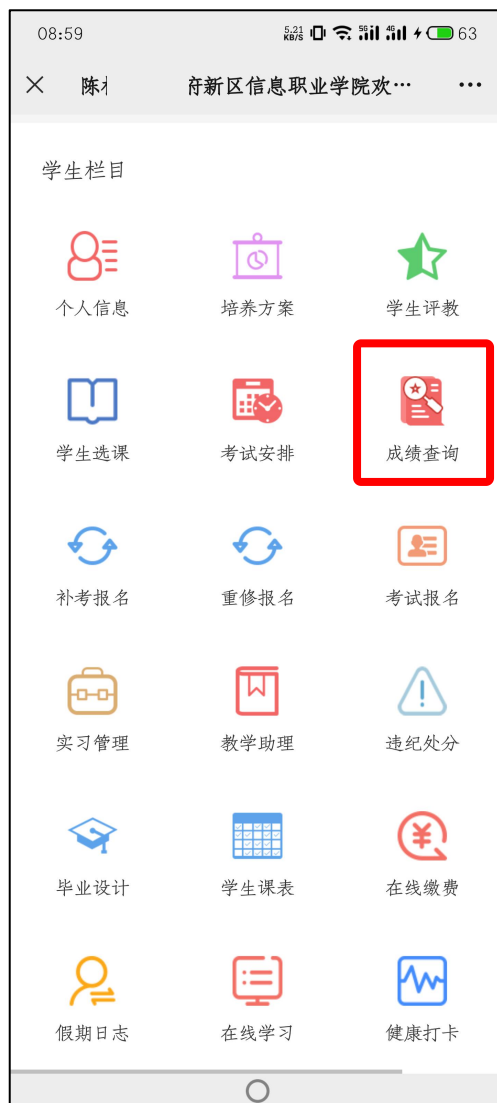 08:59 5.21 KB/S 5G 4G 63
陈 府新区信息职业学院欢…
学生栏目
个人信息 培养方案 学生评教
学生选课 考试安排 成绩查询
补考报名 重修报名 考试报名
实习管理 教学助理 违纪处分
毕业设计 学生课表 在线缴费
假期日志 在线学习 健康打卡